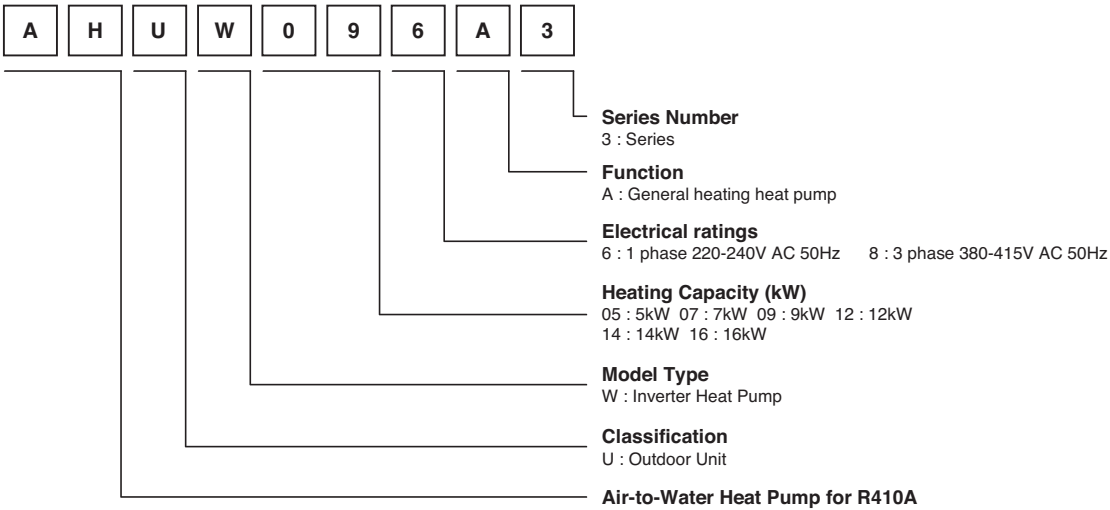 A H U W 0 9 6 A 3
Series Number
3 : Series
Function
A : General heating heat pump
Electrical ratings
6 : 1 phase 220-240V AC 50Hz 8 : 3 phase 380-415V AC 50Hz
Heating Capacity (kW)
05 : 5kW 07 : 7kW 09 : 9kW 12 : 12kW
14 : 14kW 16 : 16kW
Model Type
W : Inverter Heat Pump
Classification
U : Outdoor Unit
Air-to-Water Heat Pump for R410A